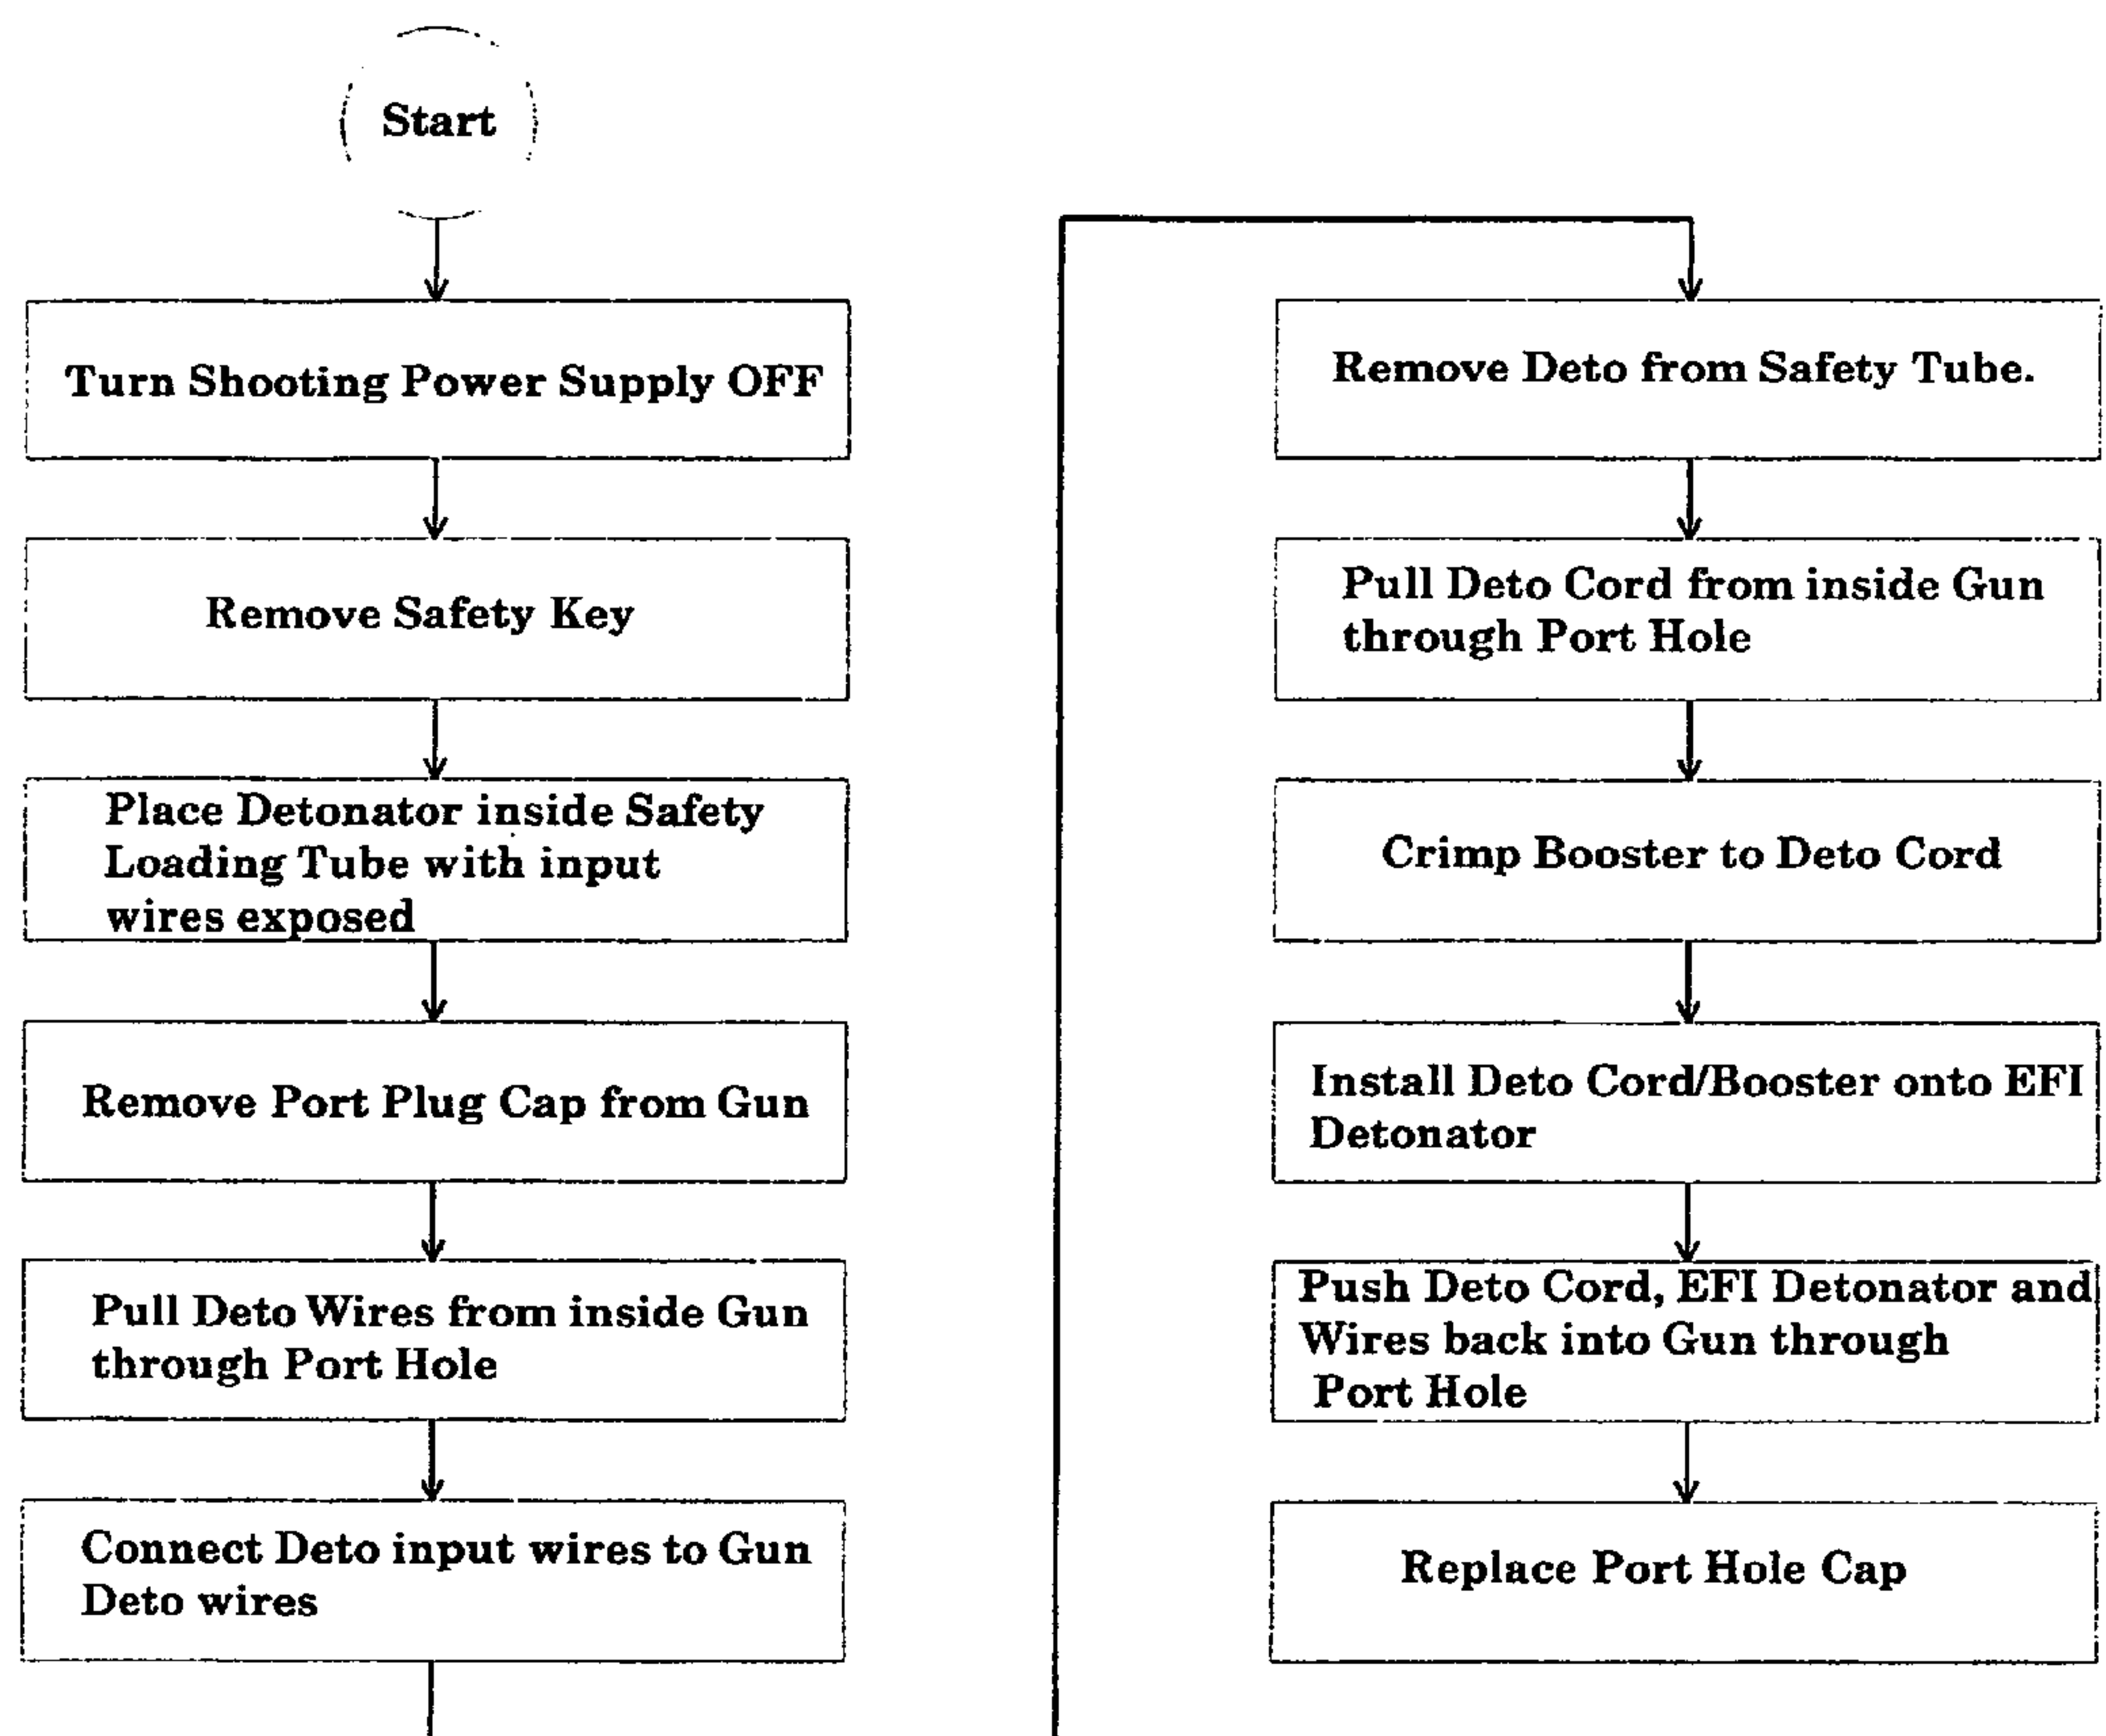 Start
Turn Shooting Power Supply OFF
Remove Safety Key
Place Detonator inside Safety
Loading Tube with input
wires exposed
Remove Port Plug Cap from Gun
Pull Deto Wires from inside Gun
through Port Hole
Connect Deto input wires to Gun
Deto wires
Remove Deto from Safety Tube.
Pull Deto Cord from inside Gun
through Port Hole
Crimp Booster to Deto Cord
Install Deto Cord/Booster onto EFI
Detonator
Push Deto Cord, EFI Detonator and
Wires back into Gun through
Port Hole
Replace Port Hole Cap